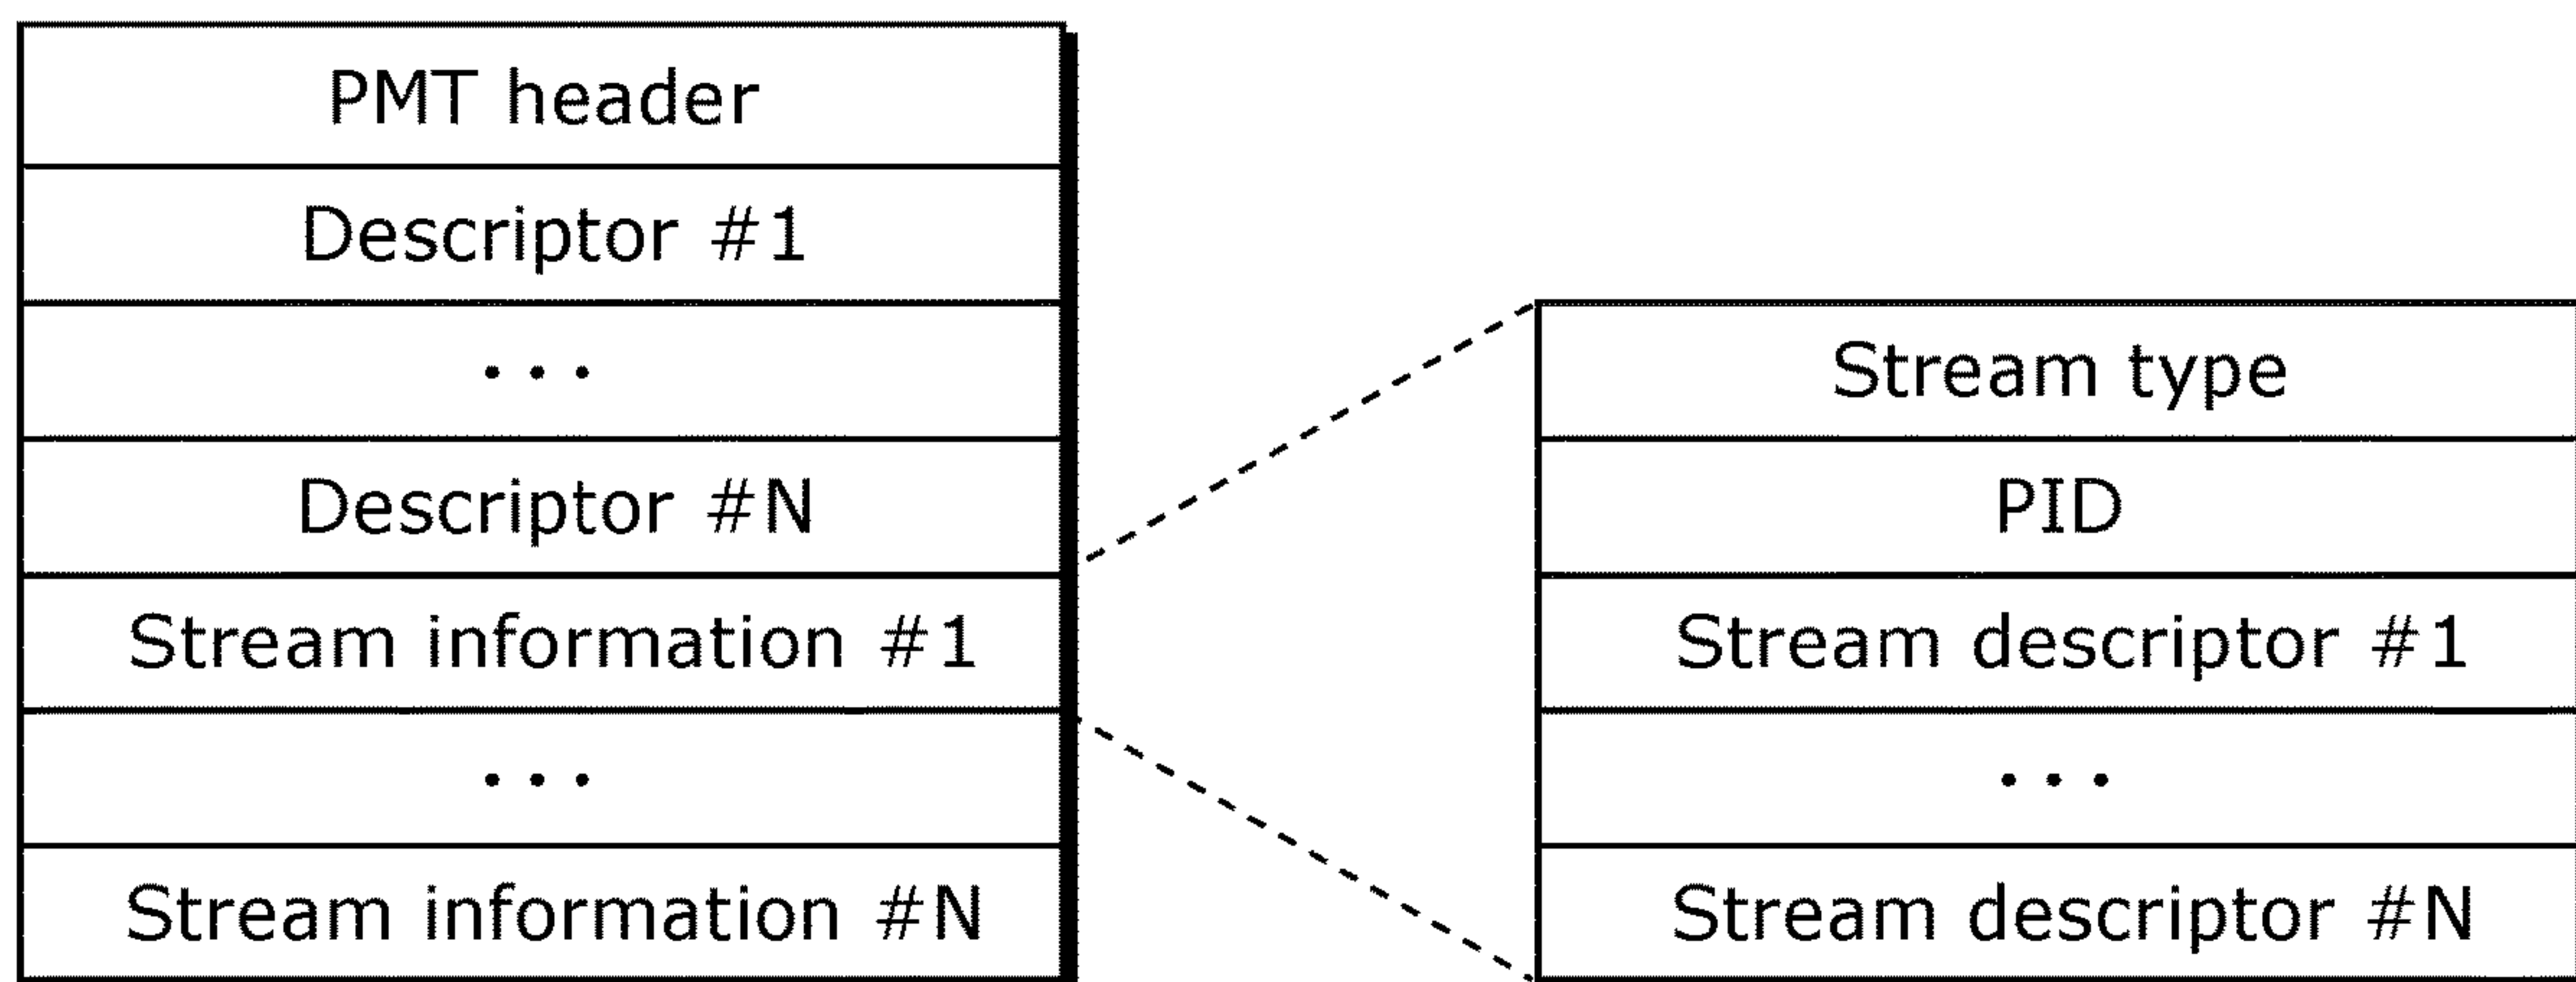 PMT header
Descriptor #1
...
Descriptor #N
Stream information #1
...
Stream information #N
Stream type
PID
Stream descriptor #1
...
Stream descriptor #N